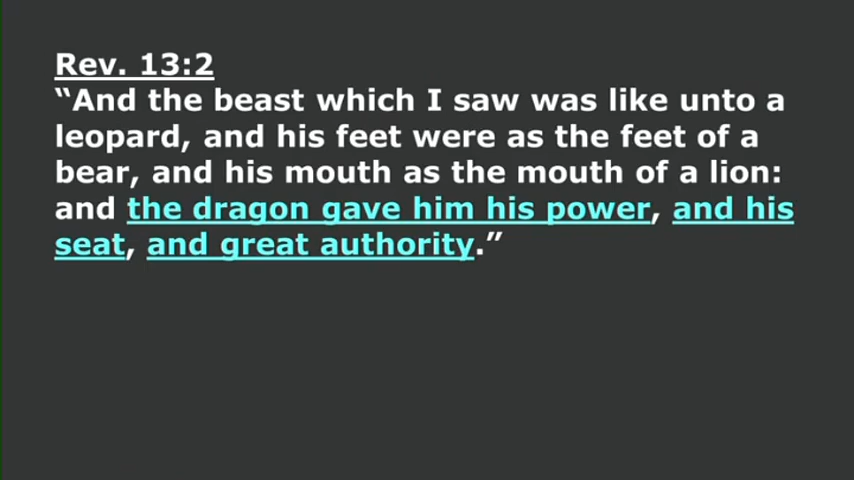 Rev. 13:2
“And the beast which I saw was like unto a
leopard, and his feet were as the feet of a
bear, and his mouth as the mouth of a lion:
and the dragon gave him his power, and his
seat, and great authority.”